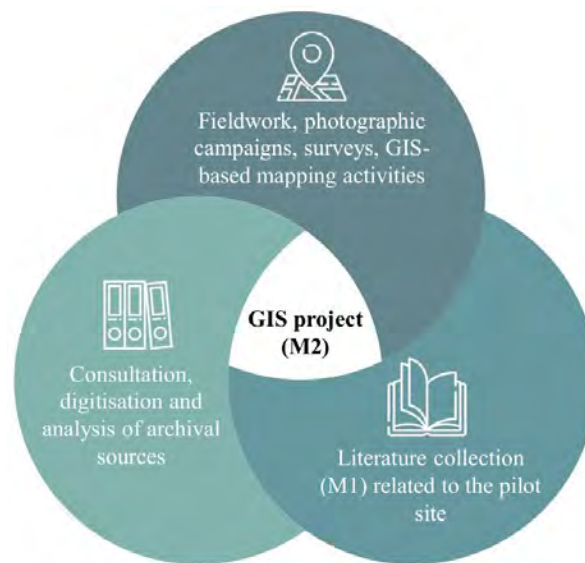 Fieldwork, photographic
campaigns, surveys, GIS-
based mapping activities
GIS project
(M2)
Consultation,
digitisation and
analysis of archival
sources
Literature collection
(M1) related to the pilot
site